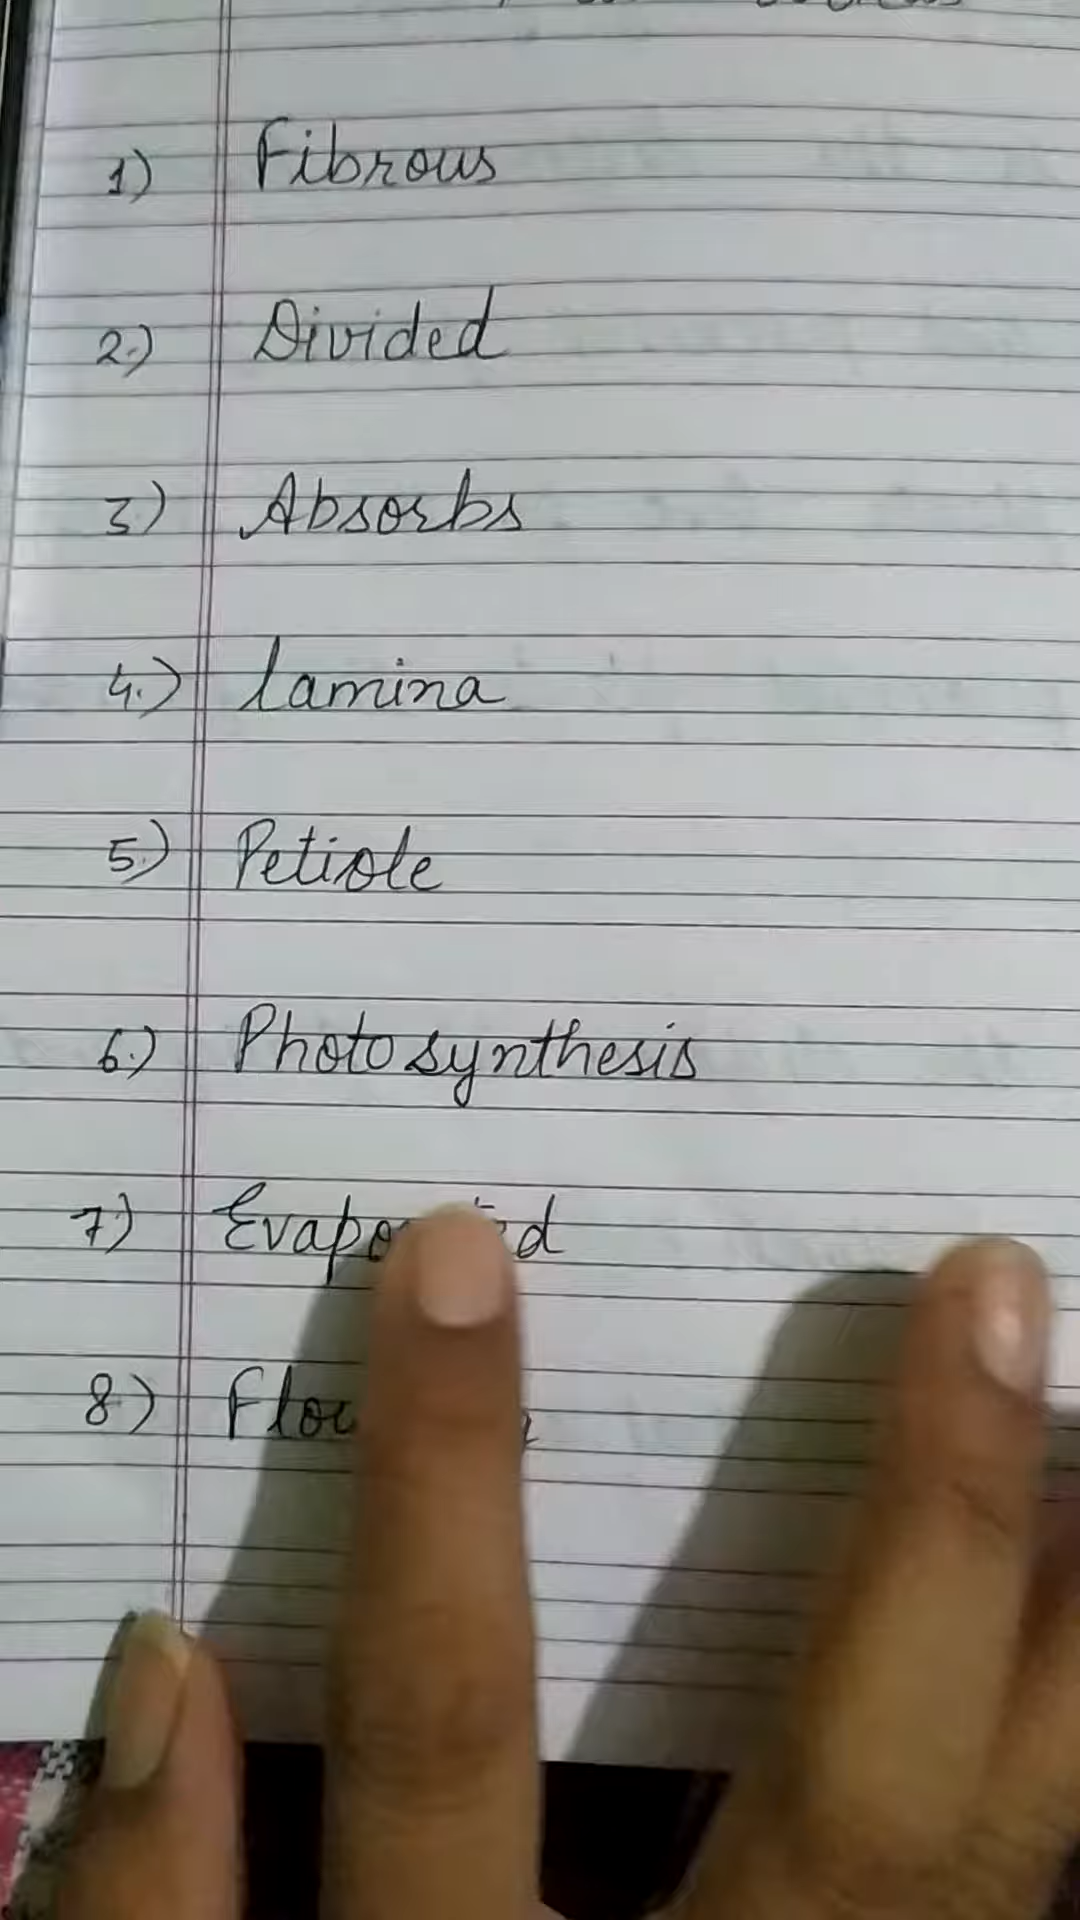 1) Fibrous
2.) Divided
3) Absorbs
4.) lamina
5.) Petiole
6.) Photosynthesis
7)
8)